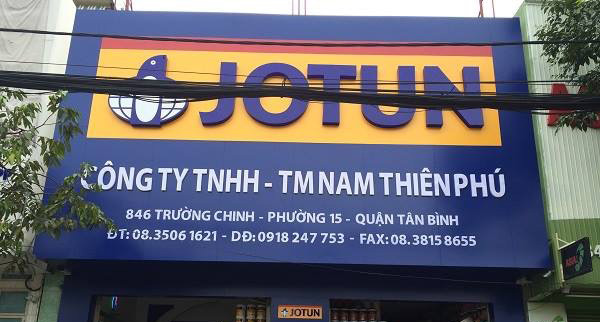 JOTUN
CÔNG TY TNHH - TM NAM THIÊN PHÚ
846 TRƯỜNG CHINH - PHƯỜNG 15 - QUẬN TÂN BÌNH
ĐT: 08.3506 1621 - DĐ: 0918 247 753 - FAX: 08.3815 8655
JOTUN